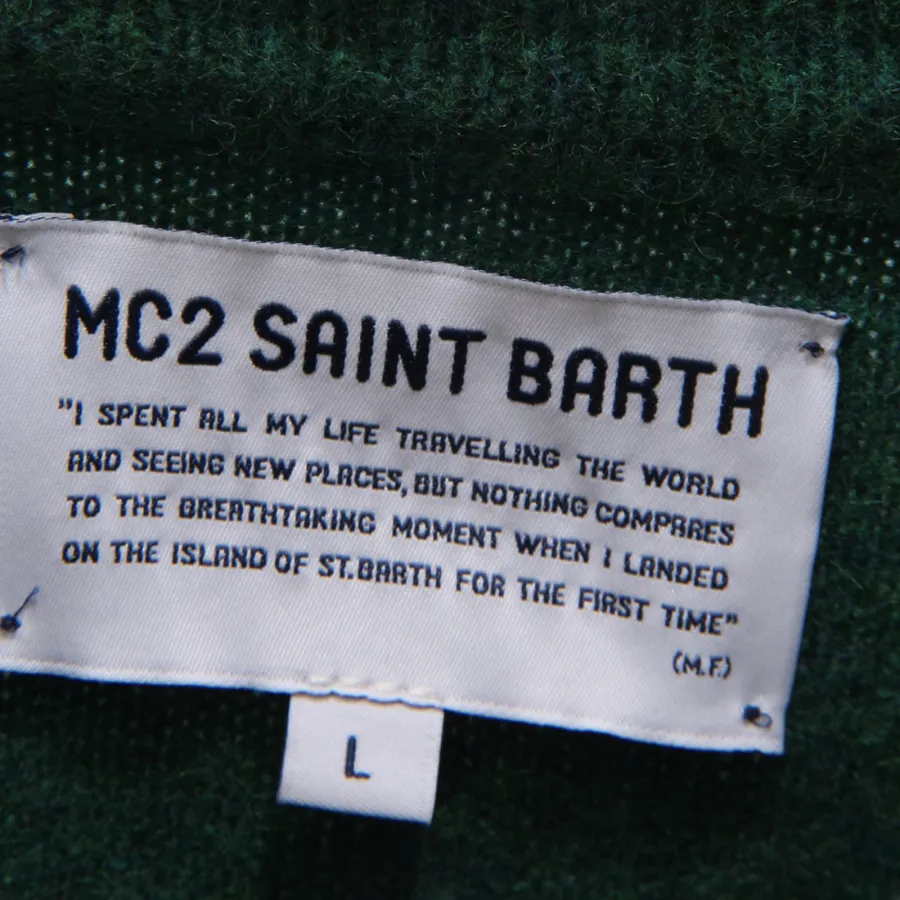 MC2 SAINT BARTH
"I SPENT ALL MY LIFE TRAVELLING THE WORLD
AND SEEING NEW PLACES, BUT NOTHING COMPARES
TO THE BREATHTAKING MOMENT WHEN I LANDED
ON THE ISLAND OF ST.BARTH FOR THE FIRST TIME"
(M.F.)
L